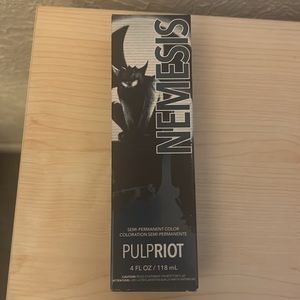 NEMESIS
SEMI-PERMANENT COLOR
COLORATION SEMI-PERMANENTE
PULPRIOT
4 FL OZ / 118 mL